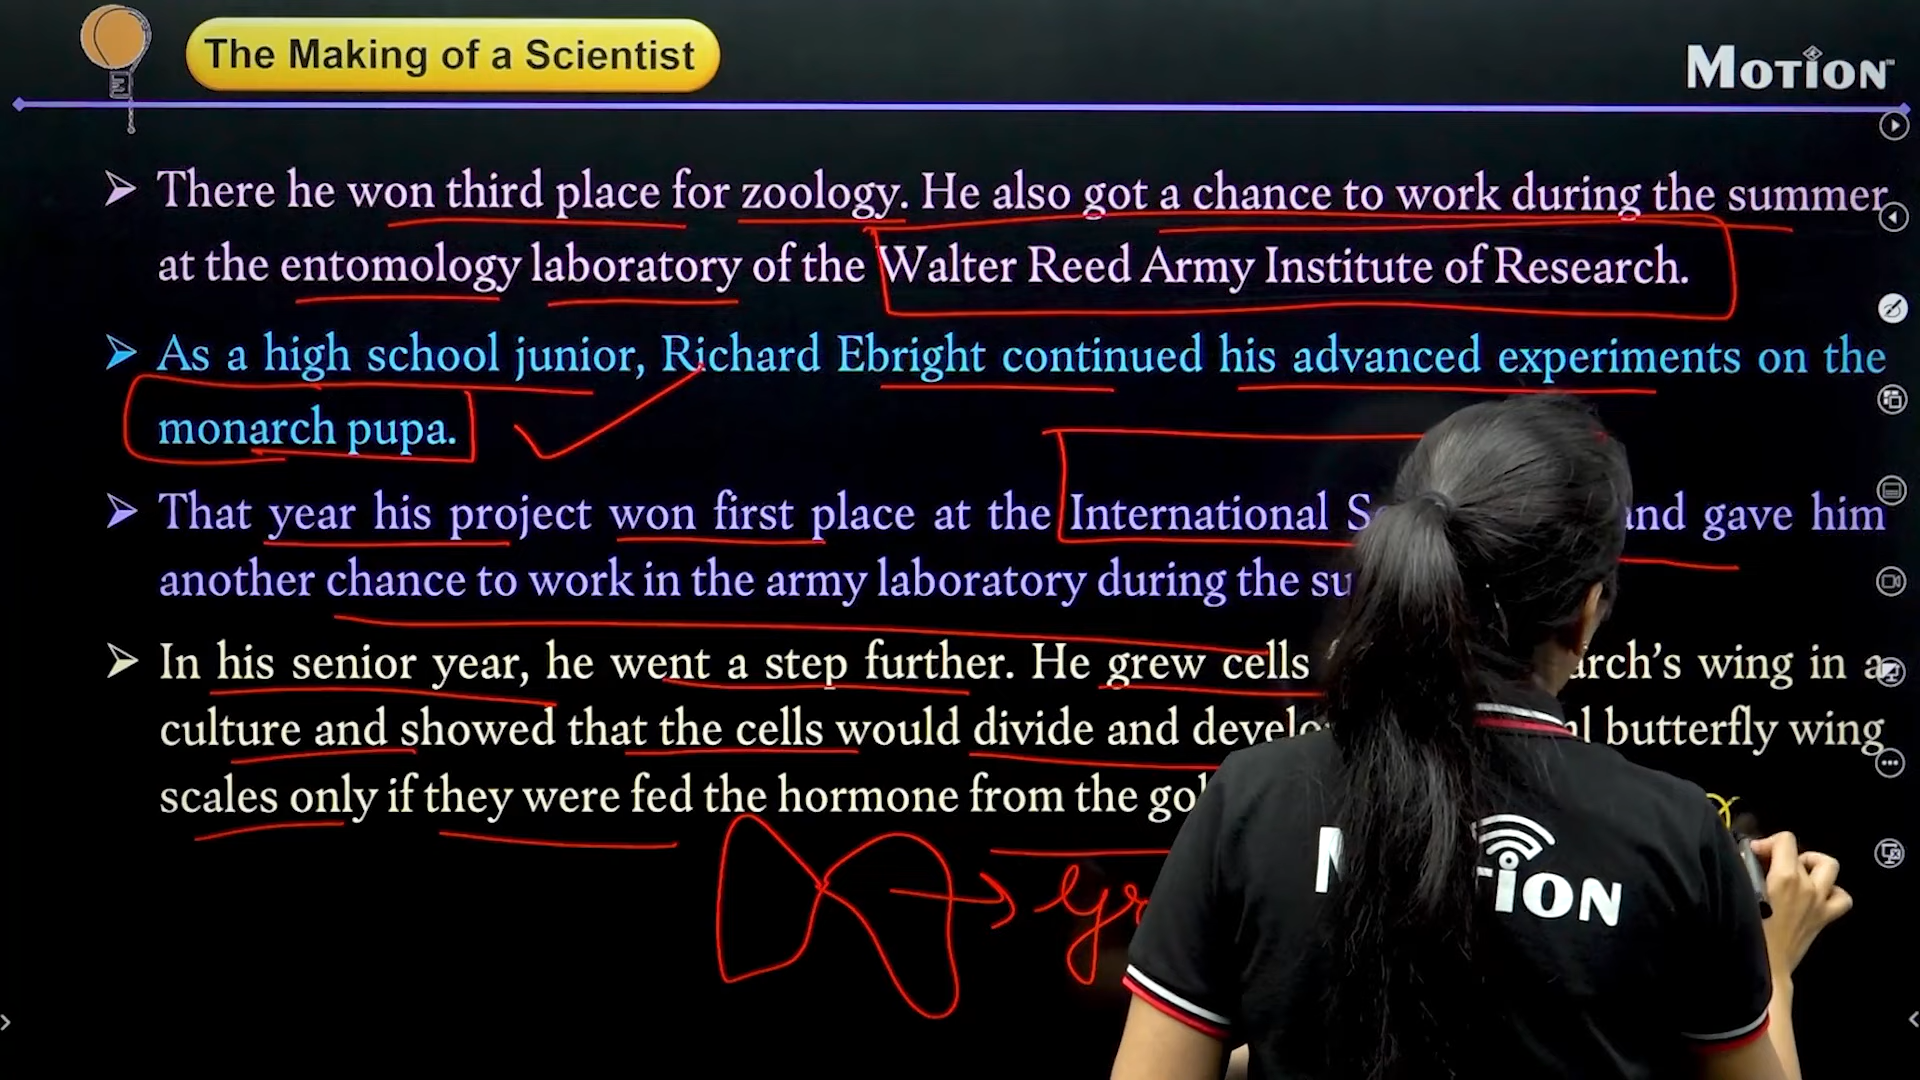 The Making of a Scientist
MOTION
➢ There he won third place for zoology. He also got a chance to work during the summer
at the entomology laboratory of the Walter Reed Army Institute of Research.
➢ As a high school junior, Richard Ebright continued his advanced experiments on the
monarch pupa.
➢ That year his project won first place at the International and gave him
another chance to work in the army laboratory during the
➢ In his senior year, he went a step further. He grew cells wing in a
culture and showed that the cells would divide and butterfly wing
scales only if they were fed the hormone from the